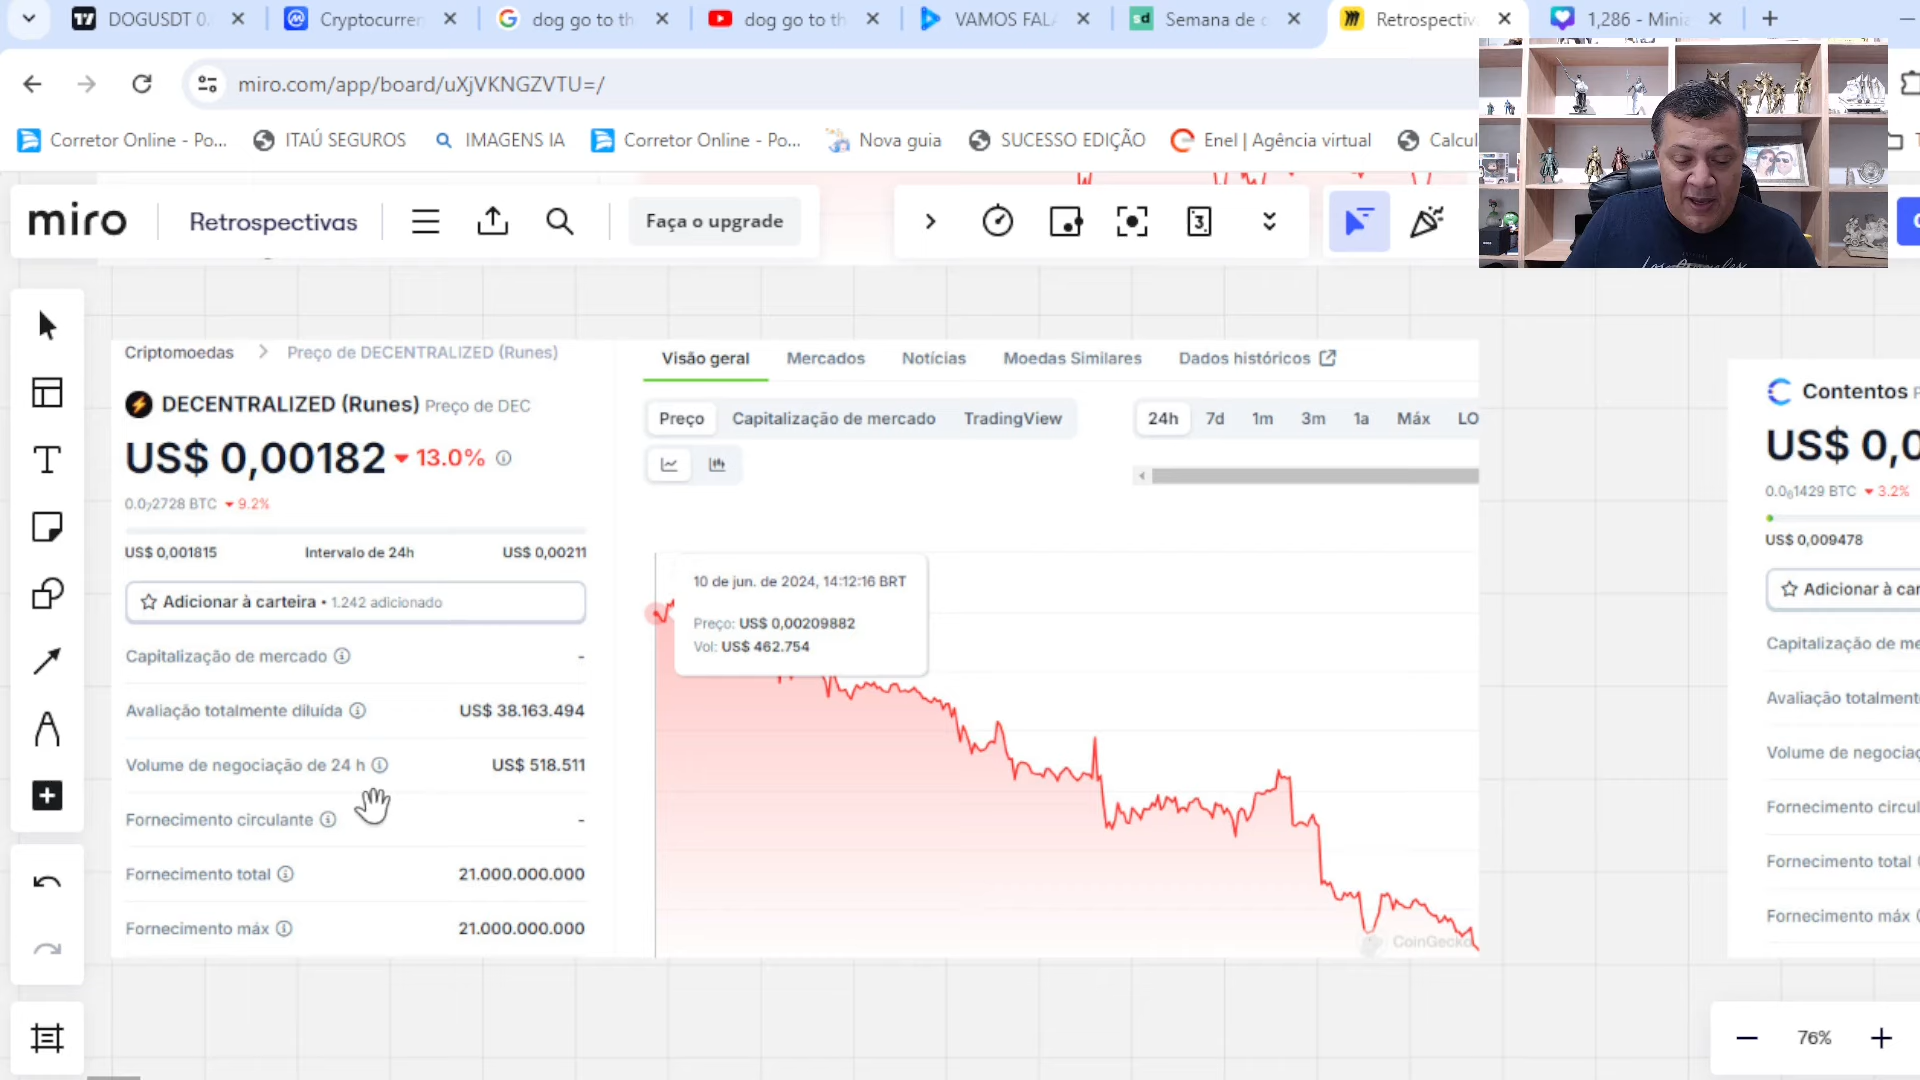 DOGUSDT 0.
Cryptocurren
dog go to th
dog go to th
VAMOS FALA
Semana de c
Retrospectiva
1,286 - Minia
miro.com/app/board/uXjVKNGZVTU=/
Corretor Online - Po...
ITAÚ SEGUROS
IMAGENS IA
Corretor Online - Po...
Nova guia
SUCESSO EDIÇÃO
Enel | Agência virtual
Calcul
miro
Retrospectivas
Faça o upgrade
3
Criptomoedas > Preço de DECENTRALIZED (Runes)
DECENTRALIZED (Runes) Preço de DEC
US$ 0,00182 ▼ 13.0%
0.0₇2728 BTC ▼ 9.2%
US$ 0,001815 Intervalo de 24h US$ 0,00211
Adicionar à carteira • 1.242 adicionado
Capitalização de mercado -
Avaliação totalmente diluída US$ 38.163.494
Volume de negociação de 24 h US$ 518.511
Fornecimento circulante -
Fornecimento total 21.000.000.000
Fornecimento máx 21.000.000.000
Visão geral Mercados Notícias Moedas Similares Dados históricos
Preço Capitalização de mercado TradingView
24h 7d 1m 3m 1a Máx LO
10 de jun. de 2024, 14:12:16 BRT
Preço: US$ 0,00209882
Vol: US$ 462.754
CoinGecko
Contentos P
US$ 0,0
0.0₆1429 BTC ▼ 3.2%
US$ 0,009478
Adicionar à car
Capitalização de me
Avaliação totalment
Volume de negociaç
Fornecimento circul
Fornecimento total
Fornecimento máx
76%